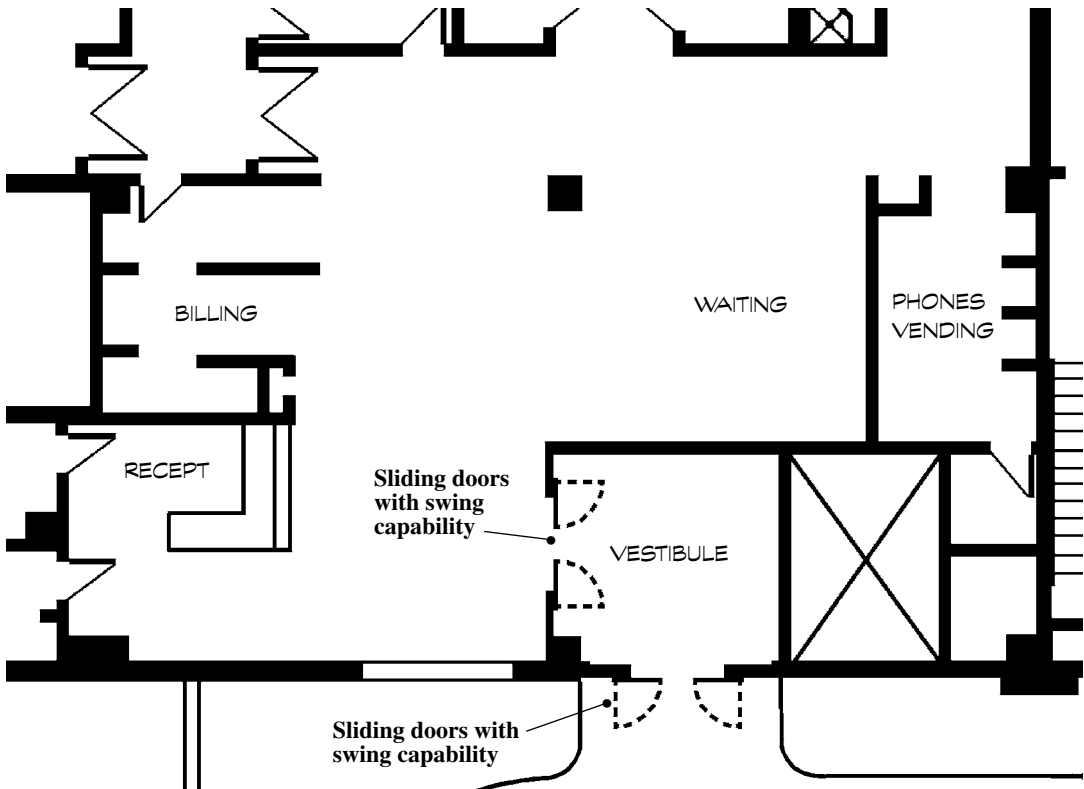 BILLING
WAITING
PHONES
VENDING
RECEPT
Sliding doors
with swing
capability
VESTIBULE
Sliding doors with
swing capability